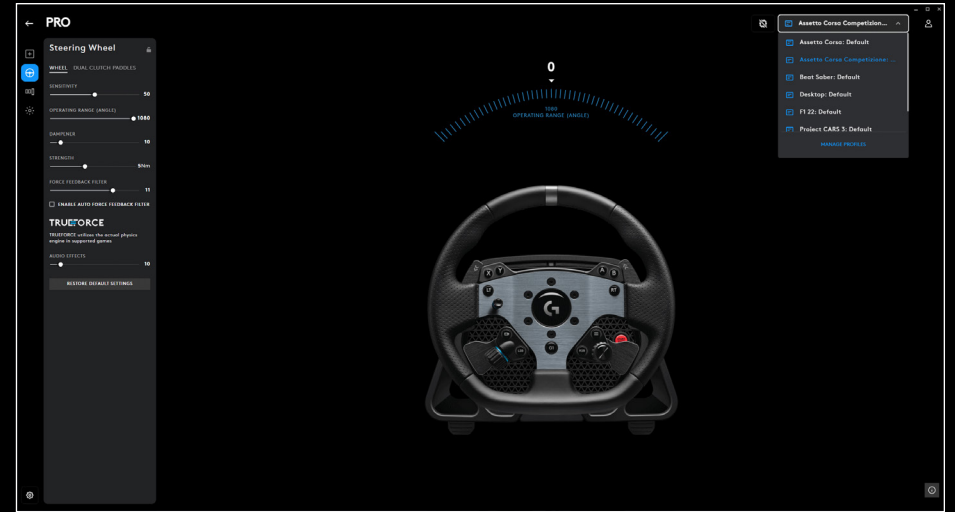 PRO
Assetto Corsa Competizion...
Steering Wheel
WHEEL DUAL CLUTCH PADDLES
SENSITIVITY
50
OPERATING RANGE (ANGLE)
1080
DAMPENER
10
STRENGTH
5Nm
FORCE FEEDBACK FILTER
11
ENABLE AUTO FORCE FEEDBACK FILTER
TRUEFORCE
TRUEFORCE utilizes the actual physics
engine in supported games
AUDIO EFFECTS
10
RESTORE DEFAULT SETTINGS
0
1080
OPERATING RANGE (ANGLE)
Assetto Corsa: Default
Assetto Corsa Competizione: ...
Beat Saber: Default
Desktop: Default
F1 22: Default
Project CARS 3: Default
MANAGE PROFILES
X Y
A B
LT
RT
G